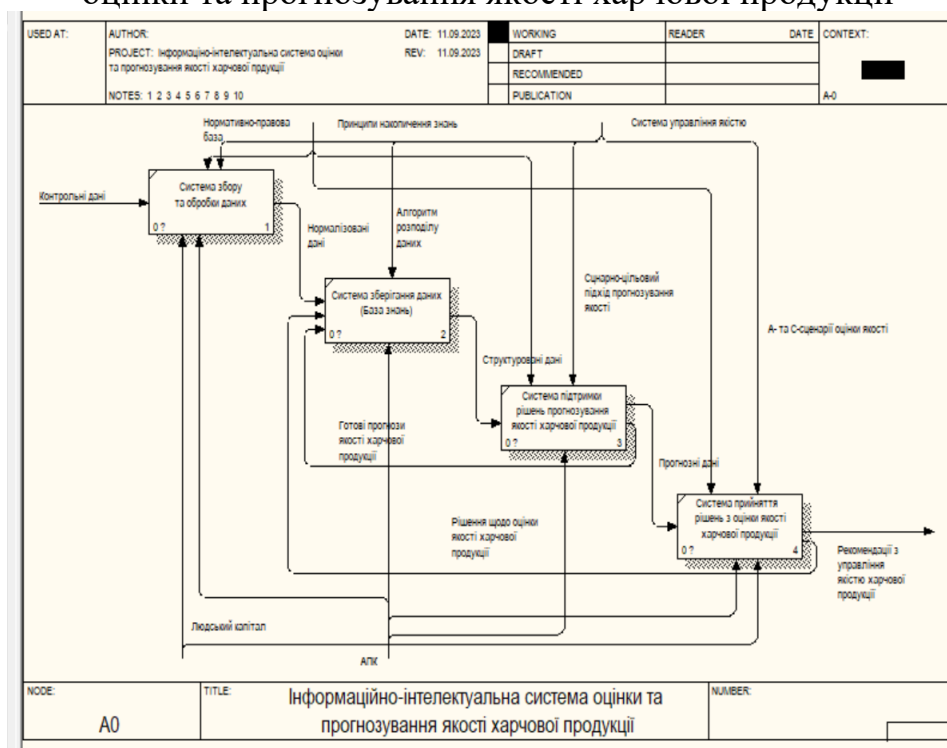 оцінки та прогнозування якості харчової продукції
USED AT:
AUTHOR:
DATE: 11.09.2023
PROJECT: Інформаціно-інтелектуальна система оцінки
та прогнозування якості харчової прдукції
REV: 11.09.2023
NOTES: 1 2 3 4 5 6 7 8 9 10
WORKING
DRAFT
RECOMMENDED
PUBLICATION
READER
DATE
CONTEXT:
A-0
Нормативно-правова
база
Принципи накопичення знань
Система управління якістю
Контрольні дані
Система збору
та обробки даних
0 ?
1
Нормалізовані
дані
Алгоритм
розподілу
даних
Система зберігання даних
(База знань)
0 ?
2
Сцнарно-цільовий
підхід прогнозування
якості
А- та С-сценарії оцінки якості
Структуровані дані
Система підтримки
рішень прогнозування
якості харчової продукції
0 ?
3
Готові прогнози
якості харчової
продукції
Прогнозні дані
Система прийняття
рішень з оцінки якості
харчової продукції
0 ?
4
Рішення щодо оцінки
якості харчової
продукції
Рекомендації з
управління
якістю харчової
продукції
Людський капітал
АПК
NODE:
A0
TITLE:
Інформаційно-інтелектуальна система оцінки та
прогнозування якості харчової продукції
NUMBER: